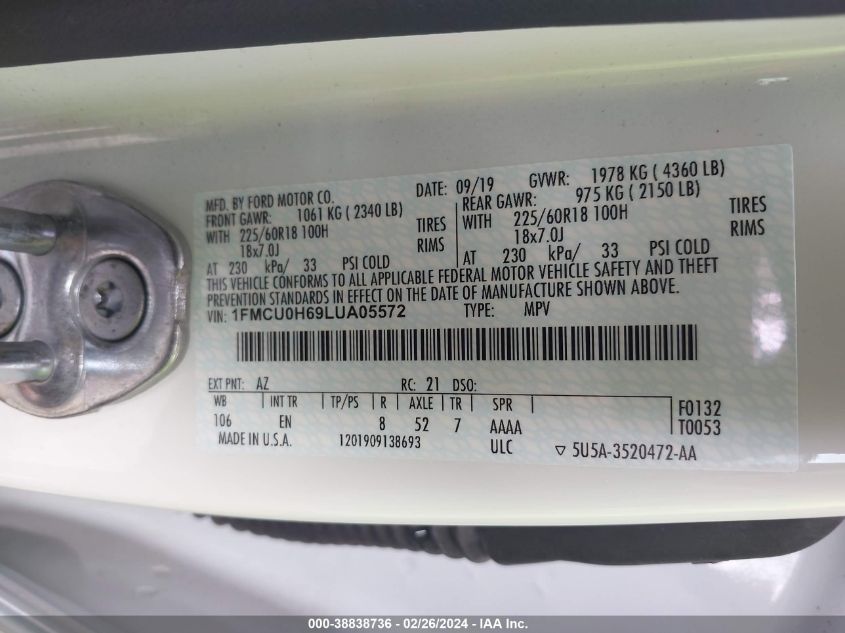 MFD. BY FORD MOTOR CO. DATE: 09/19 GVWR: 1978 KG ( 4360 LB)
FRONT GAWR: 1061 KG ( 2340 LB) REAR GAWR: 975 KG ( 2150 LB)
WITH 225/60R18 100H TIRES WITH 225/60R18 100H TIRES
18x7.0J RIMS 18x7.0J RIMS
AT 230 kPa/ 33 PSI COLD AT 230 kPa/ 33 PSI COLD
THIS VEHICLE CONFORMS TO ALL APPLICABLE FEDERAL MOTOR VEHICLE SAFETY AND THEFT
PREVENTION STANDARDS IN EFFECT ON THE DATE OF MANUFACTURE SHOWN ABOVE.
VIN: 1FMCU0H69LUA05572 TYPE: MPV
EXT PNT: AZ RC: 21 DSO:
WB INT TR TP/PS R AXLE TR SPR F0132
106 EN 8 52 7 AAAA T0053
MADE IN U.S.A. 1201909138693 ULC ▽ 5U5A-3520472-AA
000-38838736 - 02/26/2024 - IAA Inc.